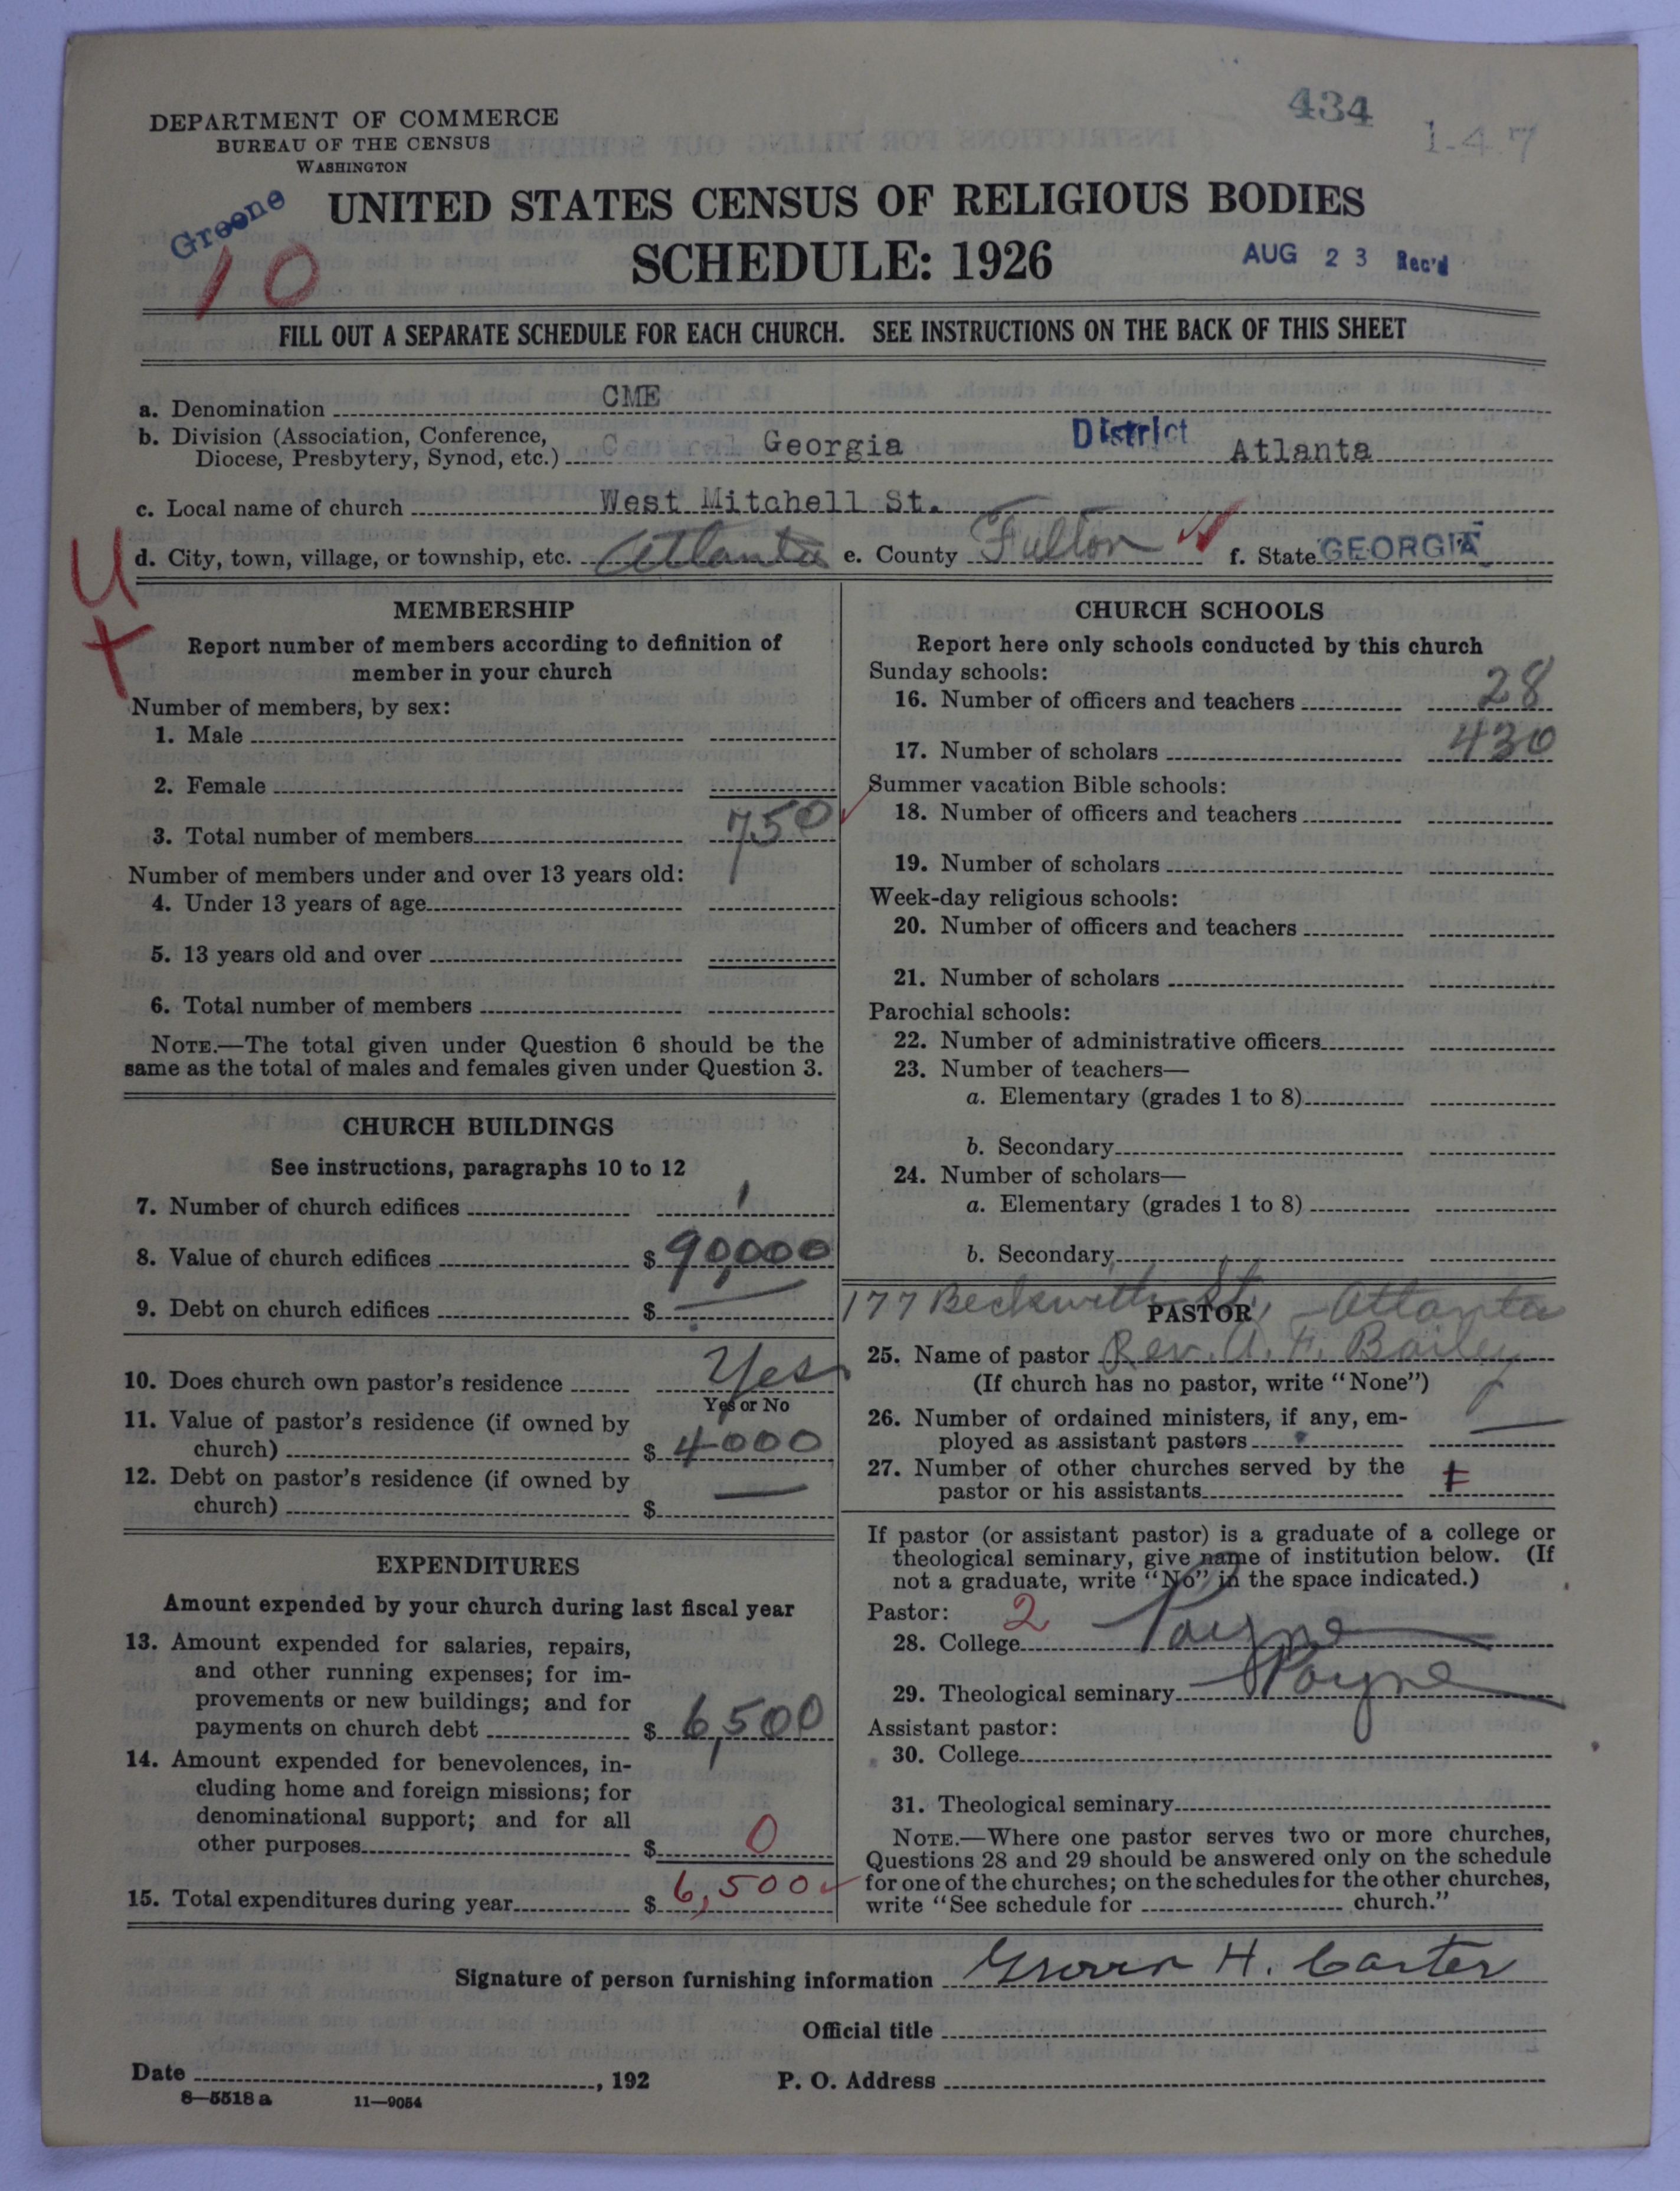 434
1-4-7
DEPARTMENT OF COMMERCE
BUREAU OF THE CENSUS
WASHINGTON
Greene
10
UNITED STATES CENSUS OF RELIGIOUS BODIES
SCHEDULE: 1926
AUG 23 Rec'd
FILL OUT A SEPARATE SCHEDULE FOR EACH CHURCH. SEE INSTRUCTIONS ON THE BACK OF THIS SHEET
a. Denomination CME
b. Division (Association, Conference, Diocese, Presbytery, Synod, etc.) Central Georgia District Atlanta
c. Local name of church West Mitchell St.
d. City, town, village, or township, etc. Atlanta e. County Fulton f. State GEORGIA
U
MEMBERSHIP
Report number of members according to definition of
member in your church
Number of members, by sex:
1. Male
2. Female
3. Total number of members 750
Number of members under and over 13 years old:
4. Under 13 years of age
5. 13 years old and over
6. Total number of members
NOTE.—The total given under Question 6 should be the
same as the total of males and females given under Question 3.
CHURCH BUILDINGS
See instructions, paragraphs 10 to 12
7. Number of church edifices 1
8. Value of church edifices $ 90,000
9. Debt on church edifices $ —
10. Does church own pastor's residence Yes
Yes or No
11. Value of pastor's residence (if owned by
church) $ 4000
12. Debt on pastor's residence (if owned by
church) $ —
EXPENDITURES
Amount expended by your church during last fiscal year
13. Amount expended for salaries, repairs,
and other running expenses; for im-
provements or new buildings; and for
payments on church debt $ 6,500
14. Amount expended for benevolences, in-
cluding home and foreign missions; for
denominational support; and for all
other purposes $ 0
15. Total expenditures during year $ 6,500
CHURCH SCHOOLS
Report here only schools conducted by this church
Sunday schools:
16. Number of officers and teachers 28
17. Number of scholars 430
Summer vacation Bible schools:
18. Number of officers and teachers
19. Number of scholars
Week-day religious schools:
20. Number of officers and teachers
21. Number of scholars
Parochial schools:
22. Number of administrative officers
23. Number of teachers—
a. Elementary (grades 1 to 8)
b. Secondary
24. Number of scholars—
a. Elementary (grades 1 to 8)
b. Secondary
177 Beckwith St., Atlanta
PASTOR
25. Name of pastor Rev. A. F. Bailey
(If church has no pastor, write "None")
26. Number of ordained ministers, if any, em-
ployed as assistant pastors —
27. Number of other churches served by the
pastor or his assistants
If pastor (or assistant pastor) is a graduate of a college or
theological seminary, give name of institution below. (If
not a graduate, write "No" in the space indicated.)
Pastor: 2
28. College Payne
29. Theological seminary Payne
Assistant pastor:
30. College
31. Theological seminary
NOTE.—Where one pastor serves two or more churches,
Questions 28 and 29 should be answered only on the schedule
for one of the churches; on the schedules for the other churches,
write "See schedule for church."
Signature of person furnishing information H. Carter
Official title
Date , 192 P. O. Address
8—5518 a 11—9054